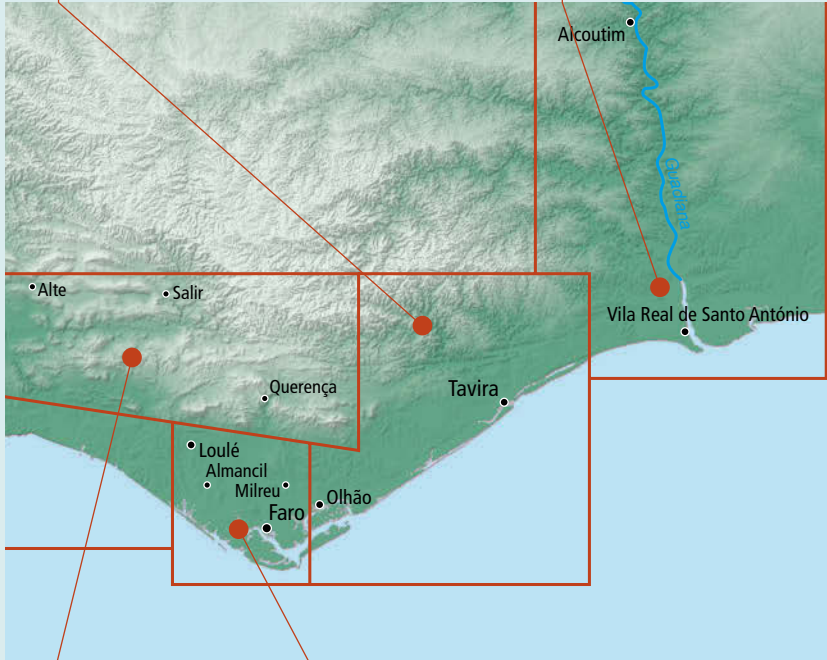 Alcoutim
Guadiana
Alte
Salir
Vila Real de Santo António
Querença
Tavira
Loulé
Almancil
Milreu
Olhão
Faro